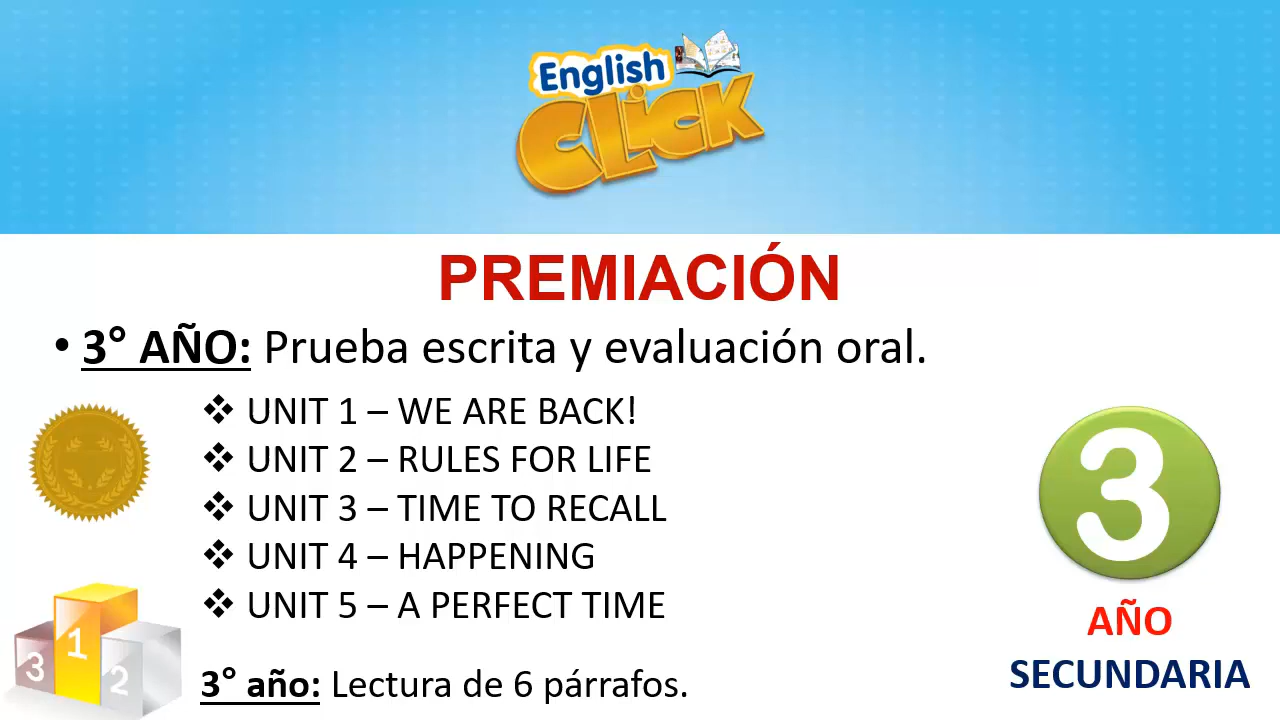 English
CLiCK
PREMIACIÓN
• 3° AÑO: Prueba escrita y evaluación oral.
❖ UNIT 1 – WE ARE BACK!
❖ UNIT 2 – RULES FOR LIFE
❖ UNIT 3 – TIME TO RECALL
❖ UNIT 4 – HAPPENING
❖ UNIT 5 – A PERFECT TIME
3° año: Lectura de 6 párrafos.
3
1
2
3
AÑO
SECUNDARIA